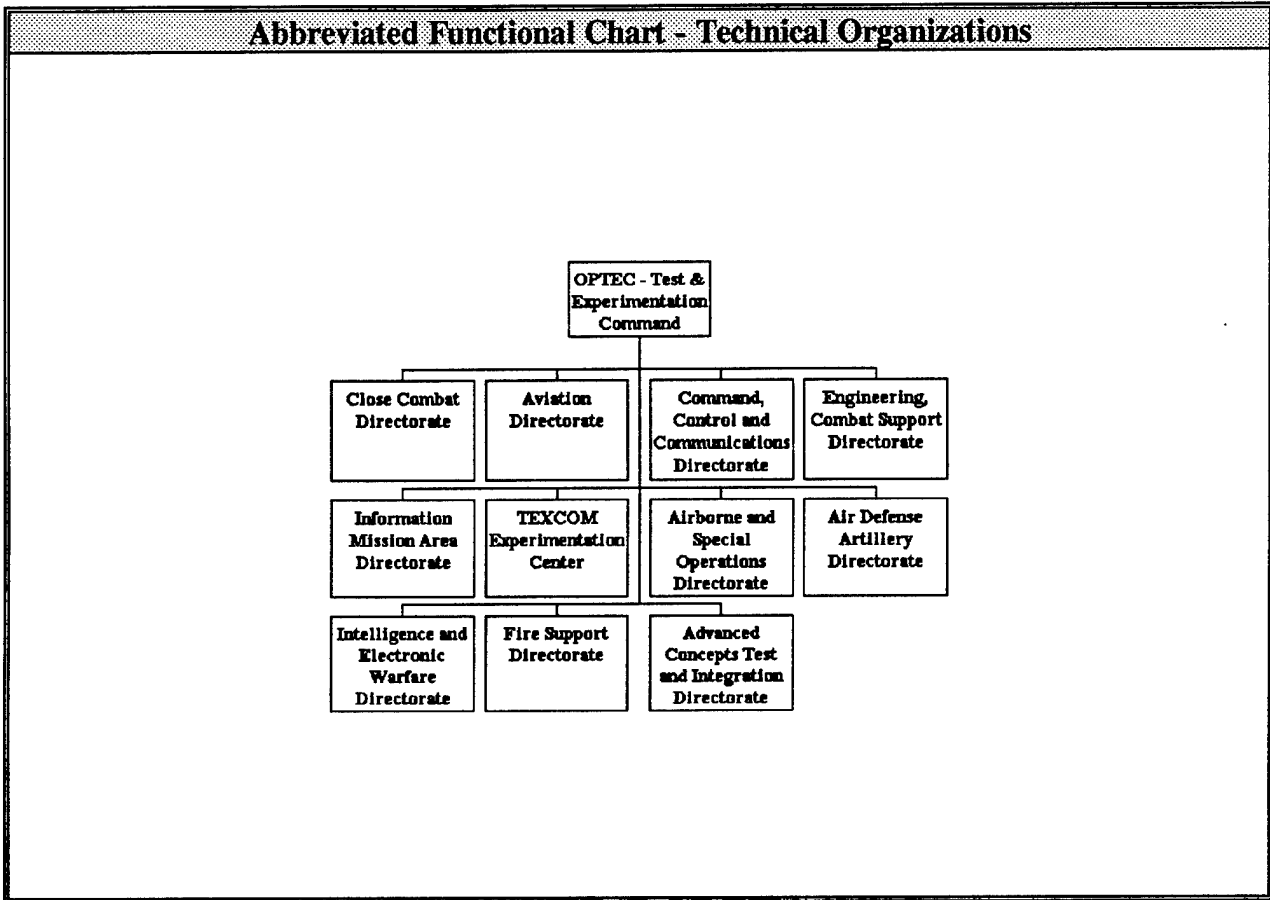 Abbreviated Functional Chart - Technical Organizations
OPTEC - Test &
Experimentation
Command
Close Combat
Directorate
Aviation
Directorate
Command,
Control and
Communications
Directorate
Engineering,
Combat Support
Directorate
Information
Mission Area
Directorate
TEXCOM
Experimentation
Center
Airborne and
Special
Operations
Directorate
Air Defense
Artillery
Directorate
Intelligence and
Electronic
Warfare
Directorate
Fire Support
Directorate
Advanced
Concepts Test
and Integration
Directorate